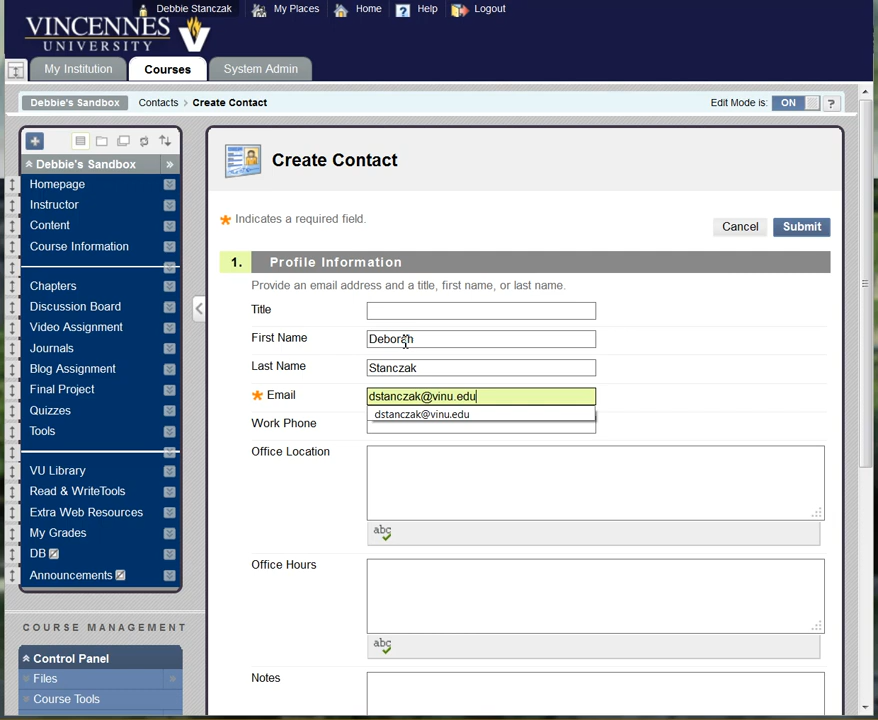 Debbie Stanczak My Places Home ? Help Logout
VINCENNES
UNIVERSITY
My Institution Courses System Admin
Debbie's Sandbox Contacts > Create Contact Edit Mode is: ON ?
Debbie's Sandbox
Homepage
Instructor
Content
Course Information
Chapters
Discussion Board
Video Assignment
Journals
Blog Assignment
Final Project
Quizzes
Tools
VU Library
Read & WriteTools
Extra Web Resources
My Grades
DB
Announcements
COURSE MANAGEMENT
Control Panel
Files
Course Tools
Create Contact
Indicates a required field.
Cancel Submit
1. Profile Information
Provide an email address and a title, first name, or last name.
Title
First Name Deborah
Last Name Stanczak
Email dstanczak@vinu.edu
dstanczak@vinu.edu
Work Phone
Office Location
abc
Office Hours
abc
Notes